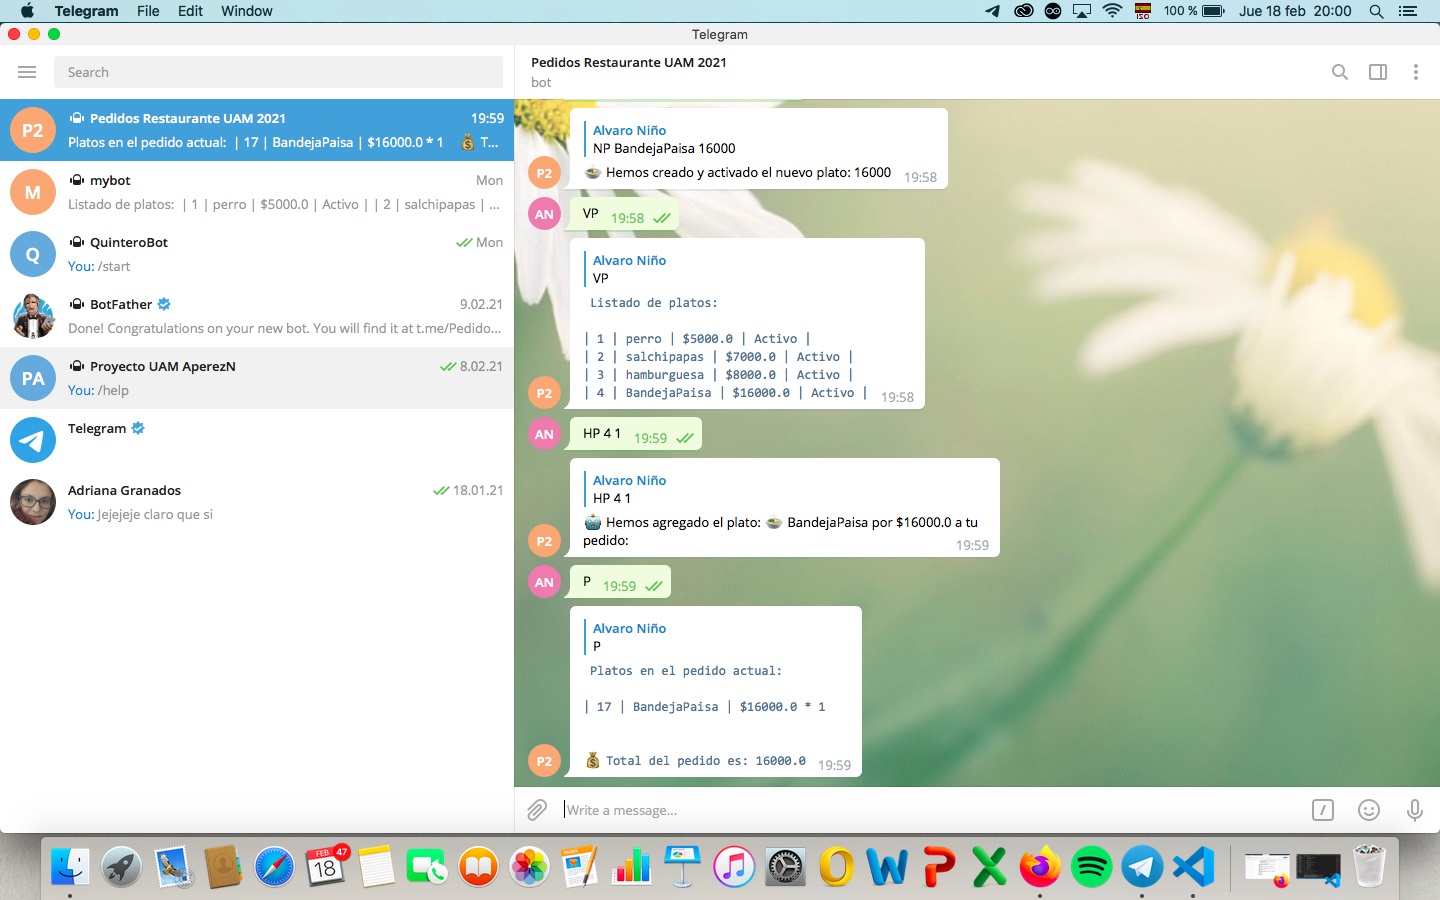 Telegram File Edit Window
ISO 100 % Jue 18 feb 20:00
Telegram
Search
P2 Pedidos Restaurante UAM 2021 19:59
Platos en el pedido actual: | 17 | BandejaPaisa | $16000.0 * 1 T...
M mybot Mon
Listado de platos: | 1 | perro | $5000.0 | Activo | | 2 | salchipapas | ...
Q QuinteroBot Mon
You: /start
BotFather 9.02.21
Done! Congratulations on your new bot. You will find it at t.me/Pedido...
PA Proyecto UAM AperezN 8.02.21
You: /help
Telegram
Adriana Granados 18.01.21
You: Jejejeje claro que si
Pedidos Restaurante UAM 2021
bot
Alvaro Niño
NP BandejaPaisa 16000
P2 Hemos creado y activado el nuevo plato: 16000 19:58
AN VP 19:58
Alvaro Niño
VP
Listado de platos:
| 1 | perro | $5000.0 | Activo |
| 2 | salchipapas | $7000.0 | Activo |
| 3 | hamburguesa | $8000.0 | Activo |
P2 | 4 | BandejaPaisa | $16000.0 | Activo | 19:58
AN HP 4 1 19:59
Alvaro Niño
HP 4 1
Hemos agregado el plato: BandejaPaisa por $16000.0 a tu
P2 pedido: 19:59
AN P 19:59
Alvaro Niño
P
Platos en el pedido actual:
| 17 | BandejaPaisa | $16000.0 * 1
P2 Total del pedido es: 16000.0 19:59
Write a message...
FEB 47
18
PAGES